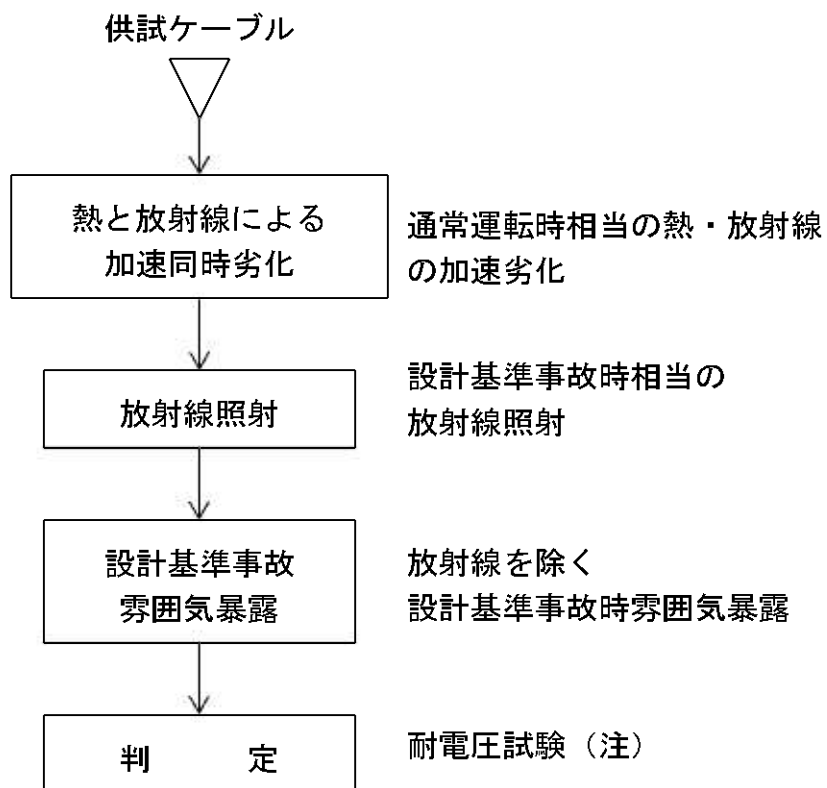 供試ケーブル
熱と放射線による
加速同時劣化
通常運転時相当の熱・放射線
の加速劣化
放射線照射
設計基準事故時相当の
放射線照射
設計基準事故
雰囲気暴露
放射線を除く
設計基準事故時雰囲気暴露
判　　　定
耐電圧試験（注）